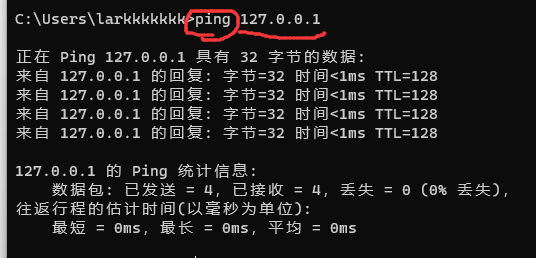 C:\Users\larkkkkkkk>ping 127.0.0.1
正在 Ping 127.0.0.1 具有 32 字节的数据:
来自 127.0.0.1 的回复: 字节=32 时间<1ms TTL=128
来自 127.0.0.1 的回复: 字节=32 时间<1ms TTL=128
来自 127.0.0.1 的回复: 字节=32 时间<1ms TTL=128
来自 127.0.0.1 的回复: 字节=32 时间<1ms TTL=128
127.0.0.1 的 Ping 统计信息:
数据包: 已发送 = 4，已接收 = 4，丢失 = 0 (0% 丢失)，
往返行程的估计时间(以毫秒为单位):
最短 = 0ms，最长 = 0ms，平均 = 0ms